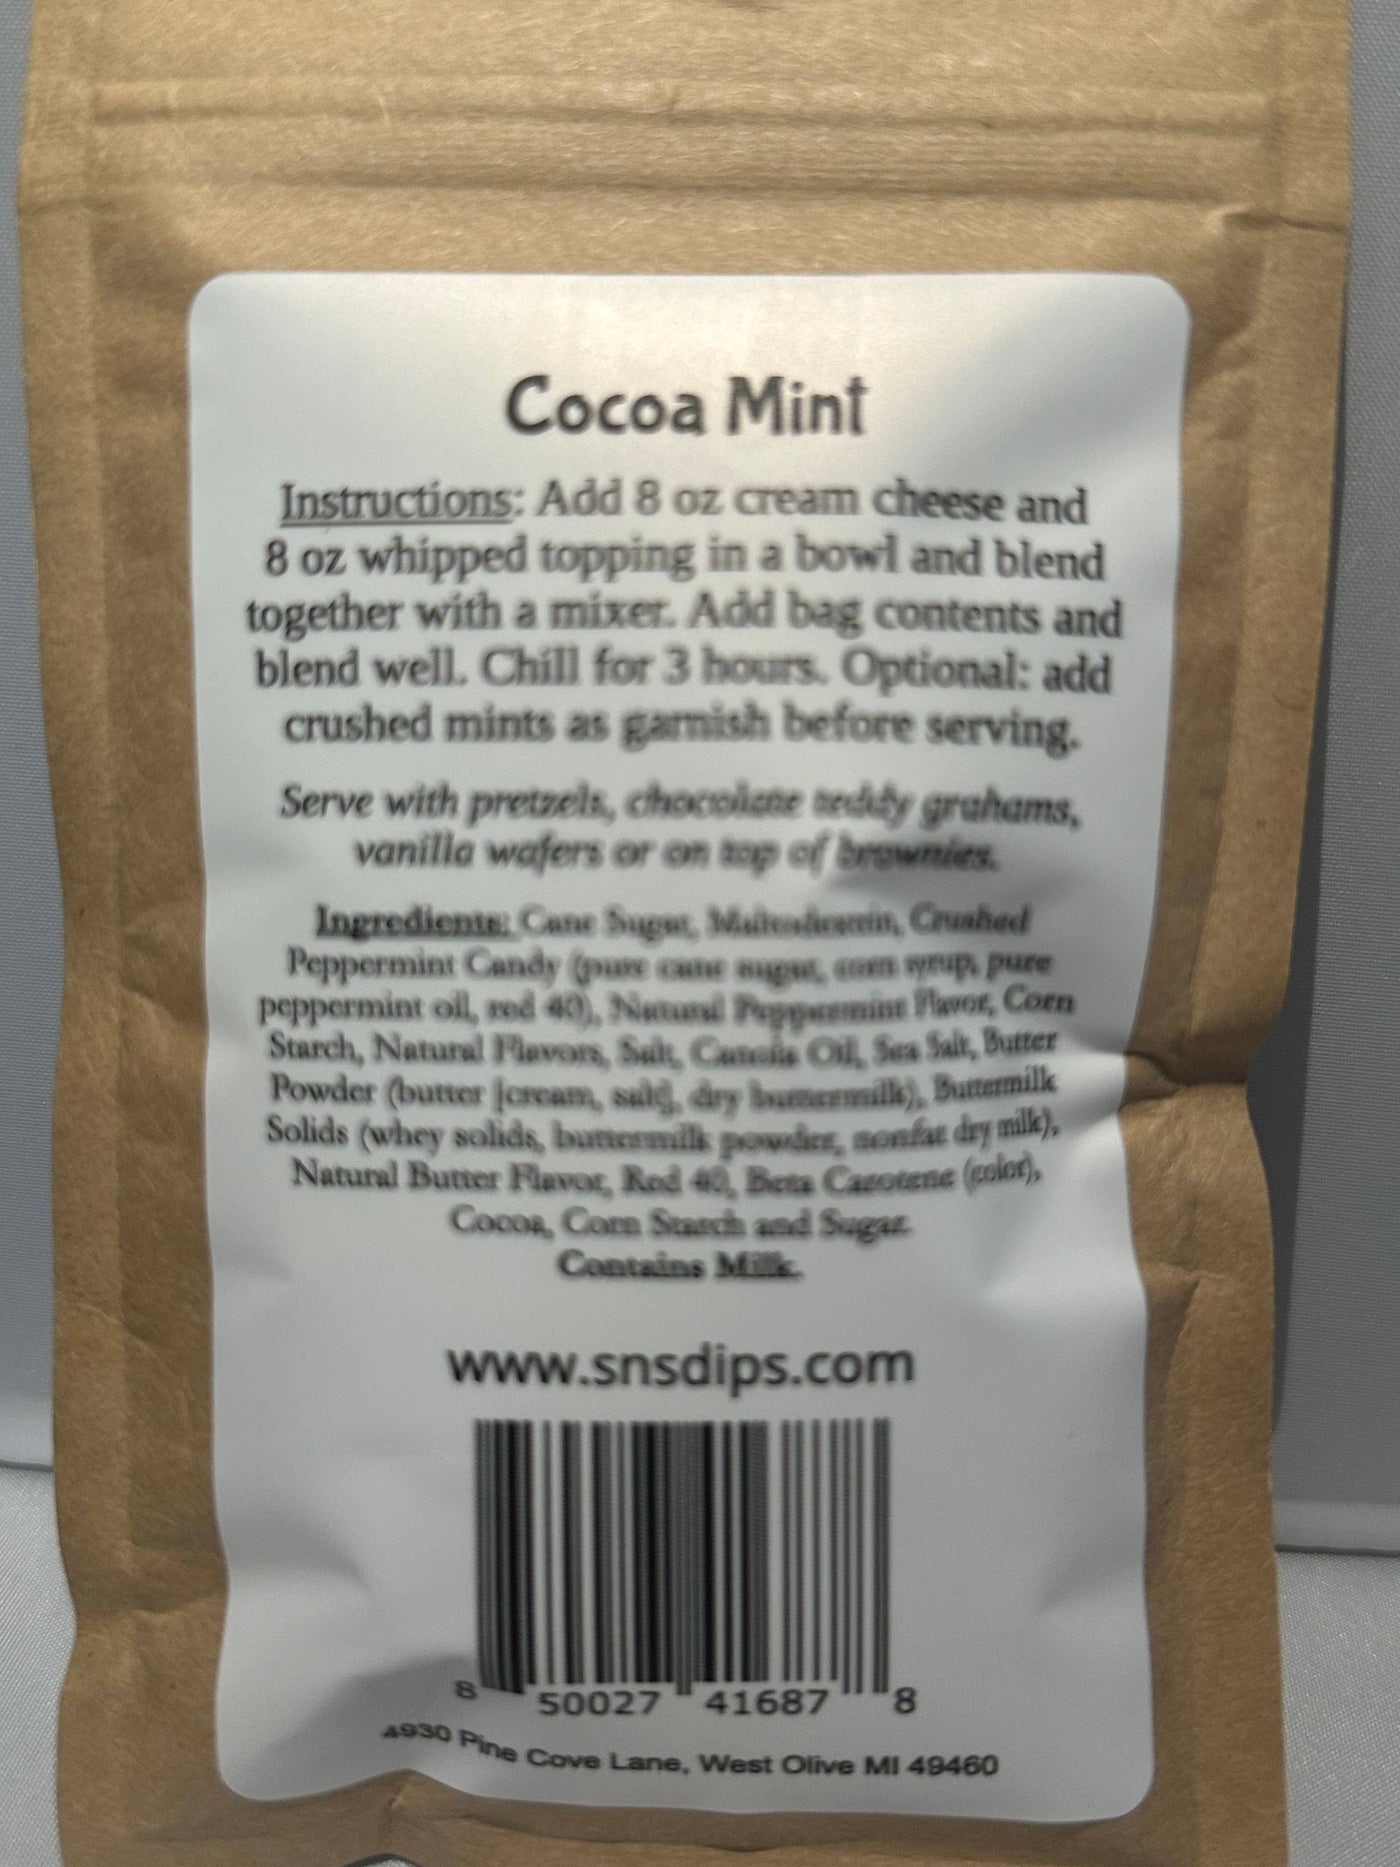 Cocoa Mint
Instructions: Add 8 oz cream cheese and
8 oz whipped topping in a bowl and blend
together with a mixer. Add bag contents and
blend well. Chill for 3 hours. Optional: add
crushed mints as garnish before serving.
Serve with pretzels, chocolate teddy grahams,
vanilla wafers or on top of brownies.
Ingredients: Cane Sugar, Maltodextrin, Crushed
Peppermint Candy (pure cane sugar, corn syrup, pure
peppermint oil, red 40), Natural Peppermint Flavor, Corn
Starch, Natural Flavors, Salt, Canola Oil, Sea Salt, Butter
Powder (butter [cream, salt], dry buttermilk), Buttermilk
Solids (whey solids, buttermilk powder, nonfat dry milk),
Natural Butter Flavor, Red 40, Beta Carotene (color),
Cocoa, Corn Starch and Sugar.
Contains Milk.
www.snsdips.com
8 50027 41687 8
4930 Pine Cove Lane, West Olive MI 49460